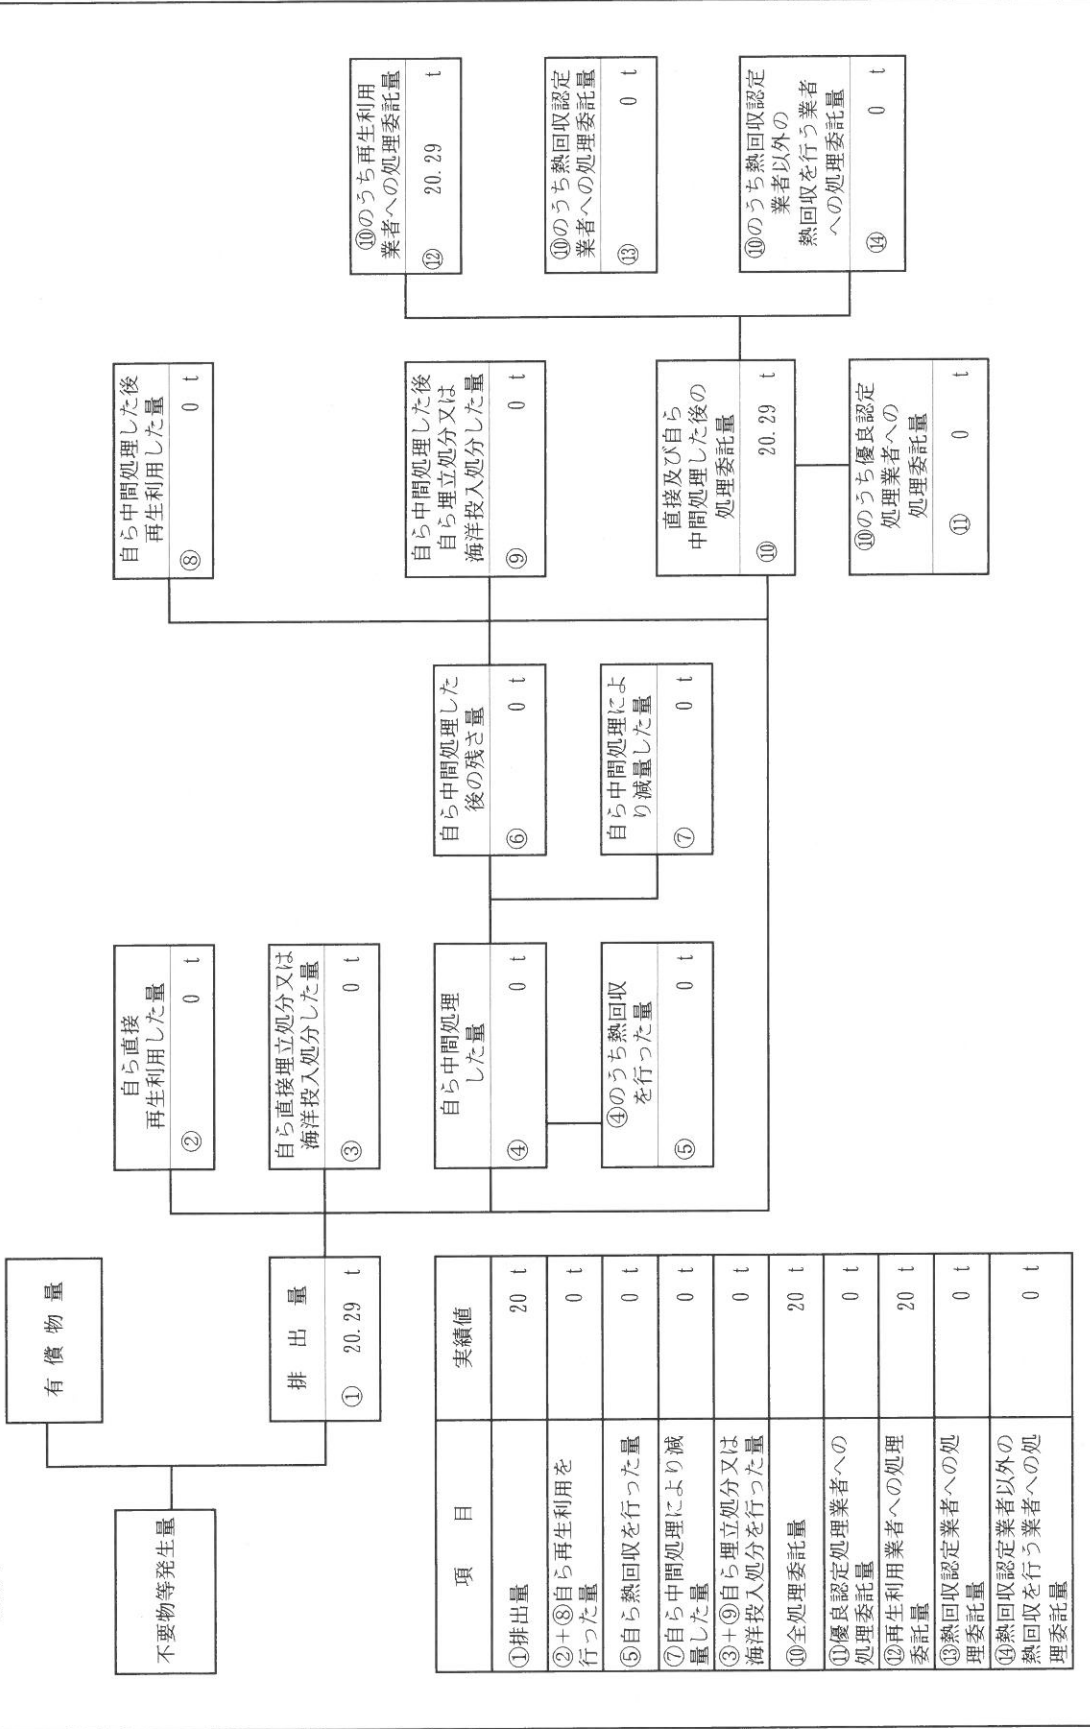 不要物等発生量
有償物量
排出量
① 20.29 t
自ら直接
再生利用した量
② 0 t
自ら直接埋立処分又は
海洋投入処分した量
③ 0 t
自ら中間処理
した量
④ 0 t
④のうち熱回収
を行った量
⑤ 0 t
自ら中間処理した
後の残さ量
⑥ 0 t
自ら中間処理によ
り減量した量
⑦ 0 t
自ら中間処理した後
再生利用した量
⑧ 0 t
自ら中間処理した後
自ら埋立処分又は
海洋投入処分した量
⑨ 0 t
直接及び自ら
中間処理した後の
処理委託量
⑩ 20.29 t
⑩のうち優良認定
処理業者への
処理委託量
⑪ 0 t
⑩のうち再生利用
業者への処理委託量
⑫ 20.29 t
⑩のうち熱回収認定
業者への処理委託量
⑬ 0 t
⑩のうち熱回収認定
業者以外の
熱回収を行う業者
への処理委託量
⑭ 0 t
項目 実績値
①排出量 20 t
②+⑧自ら再生利用を
行った量 0 t
⑤自ら熱回収を行った量 0 t
⑦自ら中間処理により減
量した量 0 t
③+⑨自ら埋立処分又は
海洋投入処分を行った量 0 t
⑩全処理委託量 20 t
⑪優良認定処理業者への
処理委託量 0 t
⑫再生利用業者への処理
委託量 20 t
⑬熱回収認定業者への処
理委託量 0 t
⑭熱回収認定業者以外の
熱回収を行う業者への処
理委託量 0 t